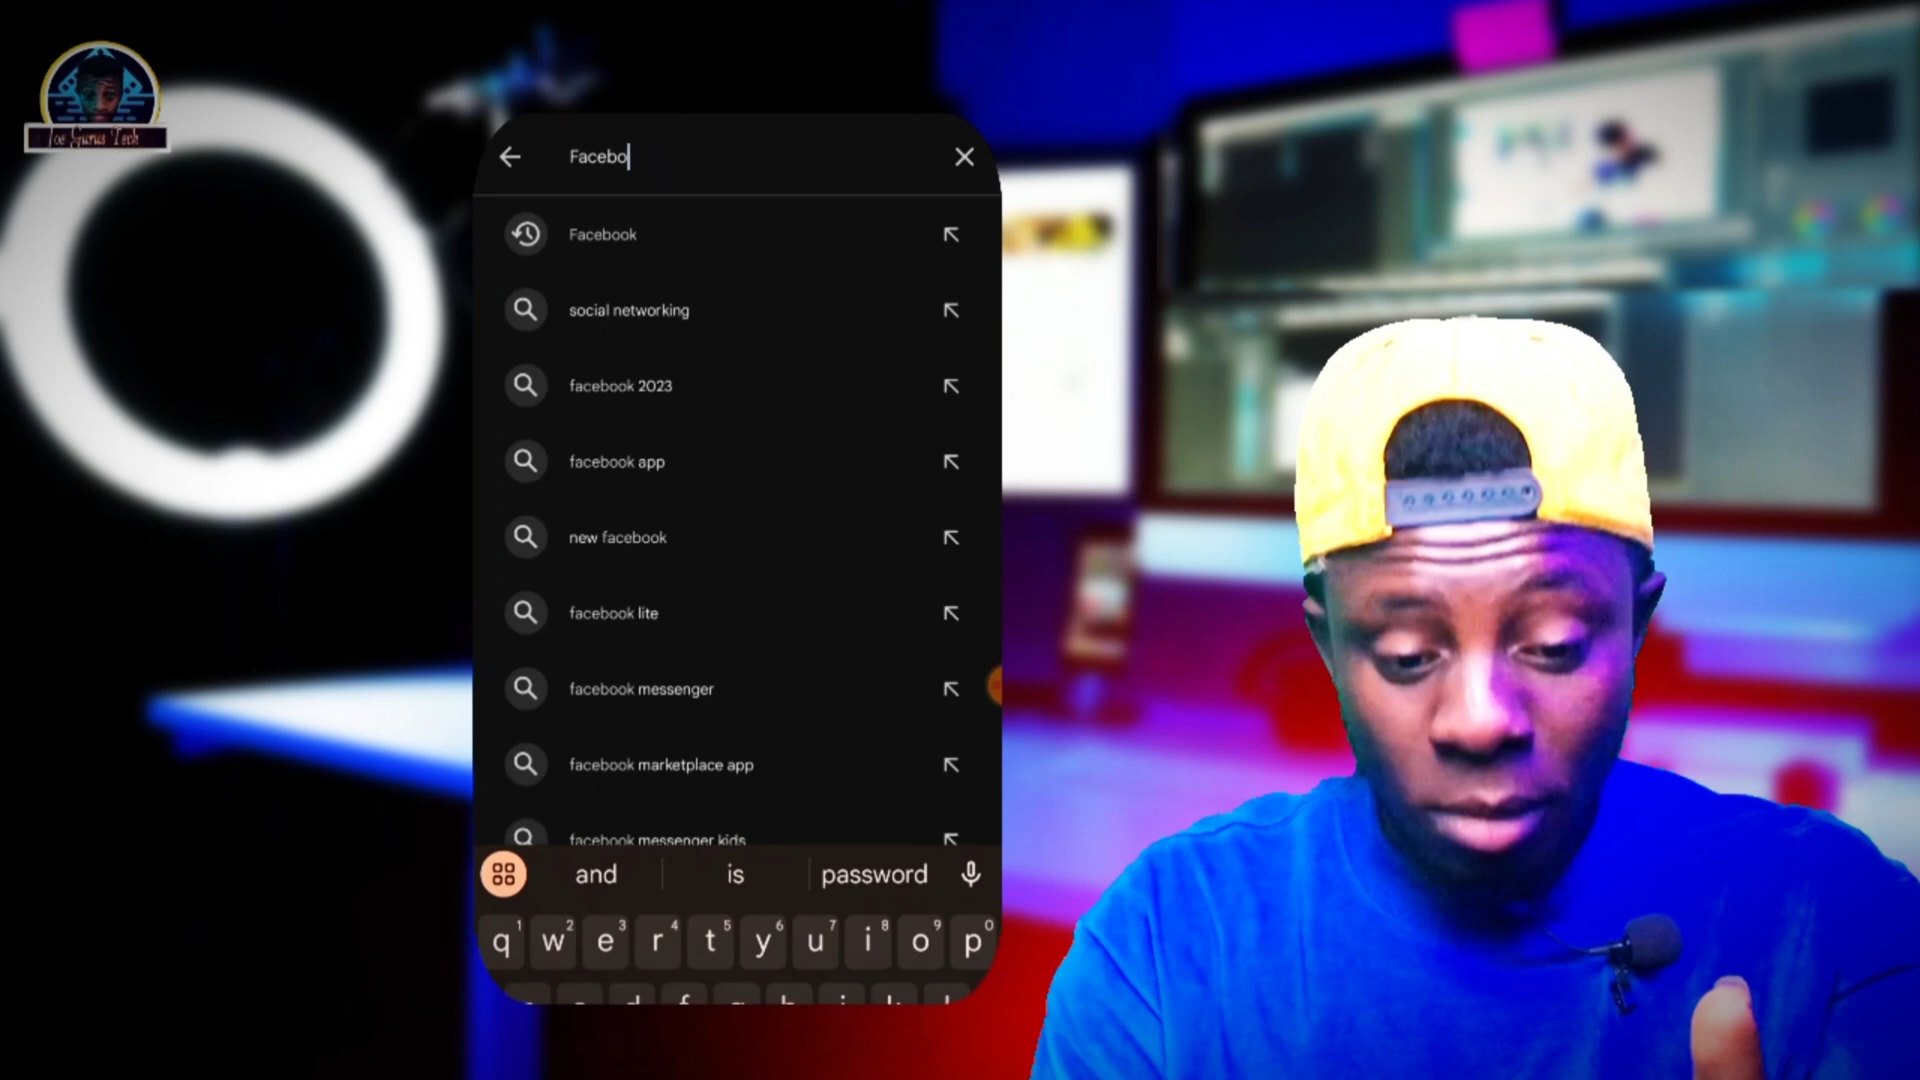 Joe Gurus Tech
Facebo
Facebook
social networking
facebook 2023
facebook app
new facebook
facebook lite
facebook messenger
facebook marketplace app
facebook messenger kids
and is password
1 2 3 4 5 6 7 8 9 0
q w e r t y u i o p